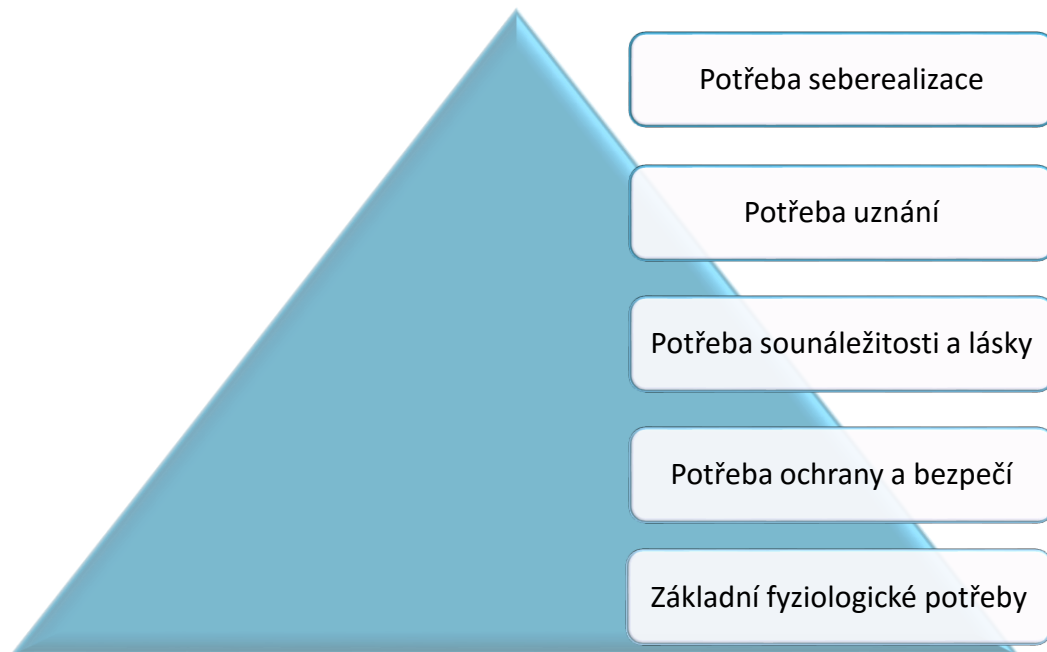 Potřeba seberealizace
Potřeba uznání
Potřeba sounáležitosti a lásky
Potřeba ochrany a bezpečí
Základní fyziologické potřeby